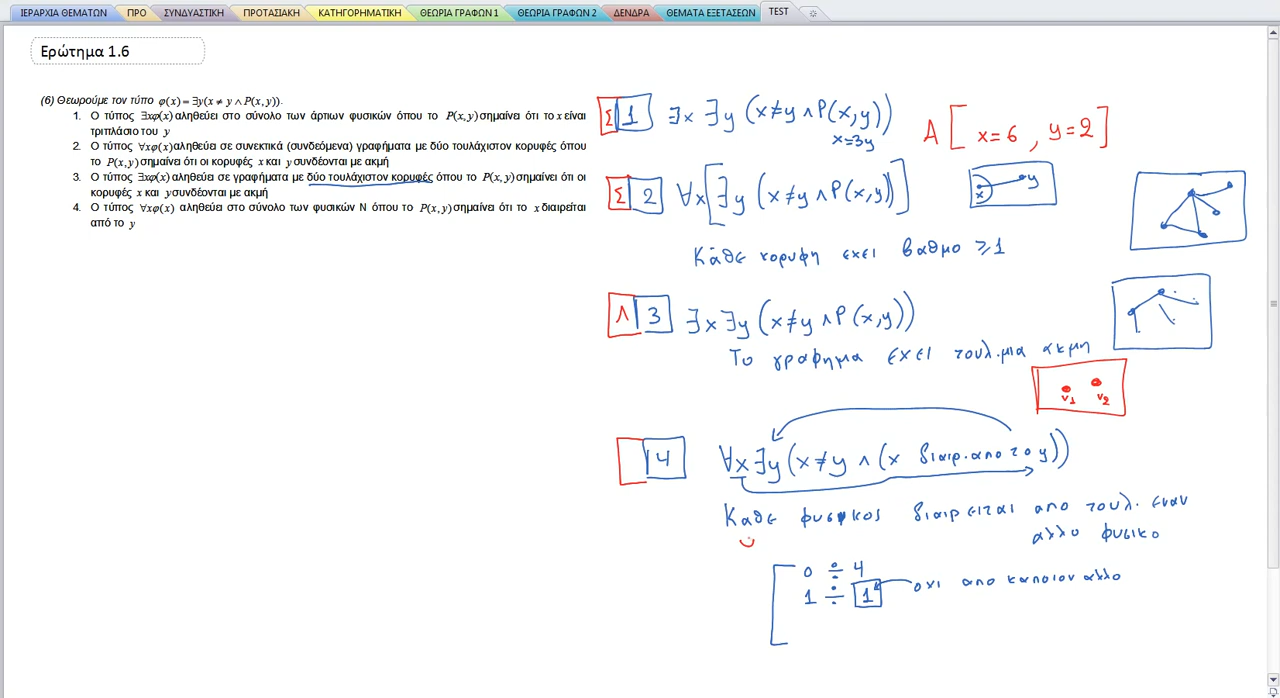 ΙΕΡΑΡΧΙΑ ΘΕΜΑΤΩΝ ΠΡΟ ΣΥΝΔΥΑΣΤΙΚΗ ΠΡΟΤΑΣΙΑΚΗ ΚΑΤΗΓΟΡΗΜΑΤΙΚΗ ΘΕΩΡΙΑ ΓΡΑΦΩΝ 1 ΘΕΩΡΙΑ ΓΡΑΦΩΝ 2 ΔΕΝΔΡΑ ΘΕΜΑΤΑ ΕΞΕΤΑΣΕΩΝ TEST
Ερώτημα 1.6
(6) Θεωρούμε τον τύπο φ(x) = ∃y(x ≠ y ∧ P(x, y)).
1. Ο τύπος ∃xφ(x) αληθεύει στο σύνολο των άρτιων φυσικών όπου το P(x, y) σημαίνει ότι το x είναι
τριπλάσιο του y
2. Ο τύπος ∀xφ(x) αληθεύει σε συνεκτικά (συνδεόμενα) γραφήματα με δύο τουλάχιστον κορυφές όπου
το P(x, y) σημαίνει ότι οι κορυφές x και y συνδέονται με ακμή
3. Ο τύπος ∃xφ(x) αληθεύει σε γραφήματα με δύο τουλάχιστον κορυφές όπου το P(x, y) σημαίνει ότι οι
κορυφές x και y συνδέονται με ακμή
4. Ο τύπος ∀xφ(x) αληθεύει στο σύνολο των φυσικών N όπου το P(x, y) σημαίνει ότι το x διαιρείται
από το y
Σ 1 ∃x ∃y (x≠y ∧ P(x,y))
x=3y
A [ x=6 , y=2 ]
Σ 2 ∀x [∃y (x≠y ∧ P(x,y))]
x y
Κάθε κορυφη εχει βαθμο ≥1
Λ 3 ∃x ∃y (x≠y ∧ P(x,y))
Το γραφημα εχει τουλ.μια ακμη
v1 v2
4 ∀x ∃y (x≠y ∧ (x διαιρ.απο το y))
Καθε φυσικος διαιρειται απο τουλ. εναν
αλλο φυσικο
0 ÷ 4
1 ÷ 1 οχι απο καποιον αλλο